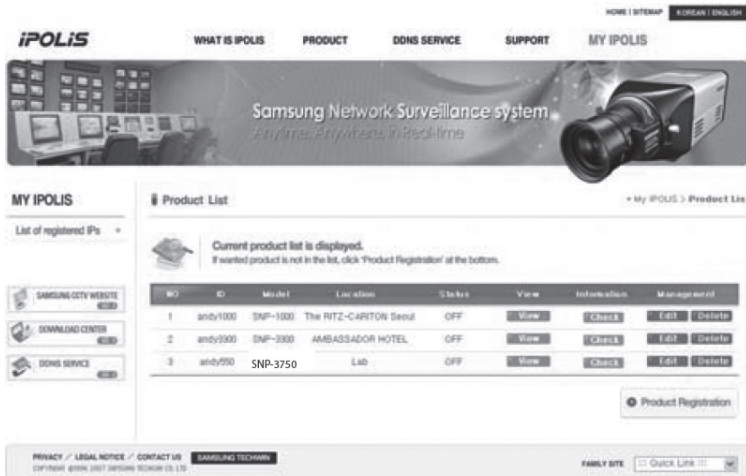 HOME | SITEMAP KOREAN | ENGLISH
iPOLiS WHAT IS IPOLIS PRODUCT DDNS SERVICE SUPPORT MY IPOLIS
Samsung Network Surveillance system
Anytime, Anywhere, in Real-time
MY IPOLIS
List of registered IPs
SAMSUNG CCTV WEBSITE
DOWNLOAD CENTER
DDNS SERVICE
Product List
• My IPOLIS > Product Lis
Current product list is displayed.
If wanted product is not in the list, click 'Product Registration' at the bottom.
NO ID Model Location Status View Information Management
1 andy1000 SNP-1000 The RITZ-CARITON Seoul OFF View Check Edit Delete
2 andy3300 SNP-3300 AMBASSADOR HOTEL OFF View Check Edit Delete
3 andy550 SNP-3750 Lab OFF View Check Edit Delete
Product Registration
PRIVACY / LEGAL NOTICE / CONTACT US SAMSUNG TECHWIN
FAMILY SITE ::: Quick Link :::